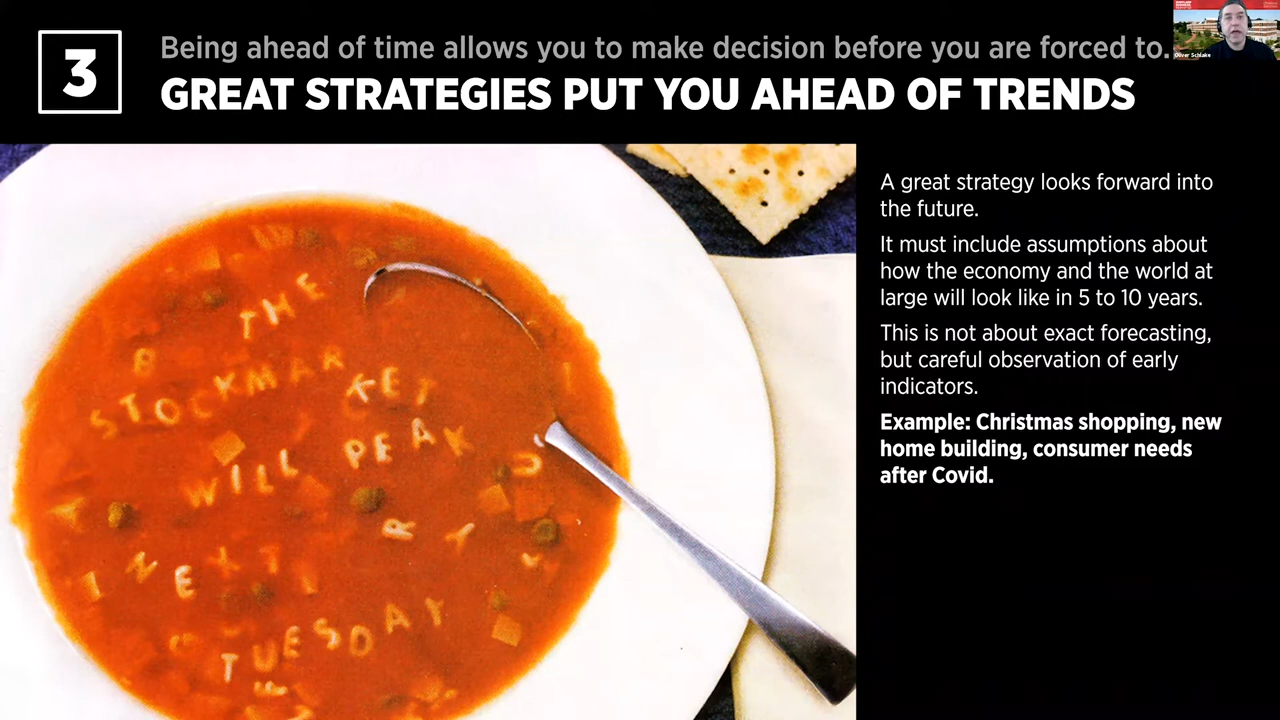 3
Being ahead of time allows you to make decision before you are forced to.
GREAT STRATEGIES PUT YOU AHEAD OF TRENDS
Oliver Schlake
A great strategy looks forward into
the future.
It must include assumptions about
how the economy and the world at
large will look like in 5 to 10 years.
This is not about exact forecasting,
but careful observation of early
indicators.
Example: Christmas shopping, new
home building, consumer needs
after Covid.
THE
STOCKMARKET
WILL PEAK
NEXT
TUESDAY